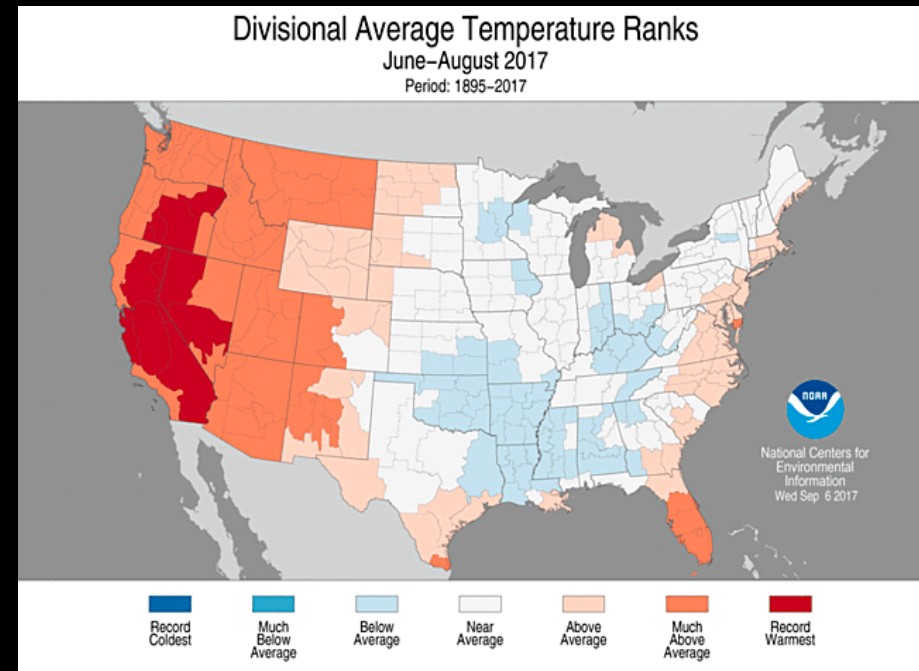 Divisional Average Temperature Ranks
June–August 2017
Period: 1895–2017
NOAA
National Centers for
Environmental
Information
Wed Sep 6 2017
Record
Coldest
Much
Below
Average
Below
Average
Near
Average
Above
Average
Much
Above
Average
Record
Warmest